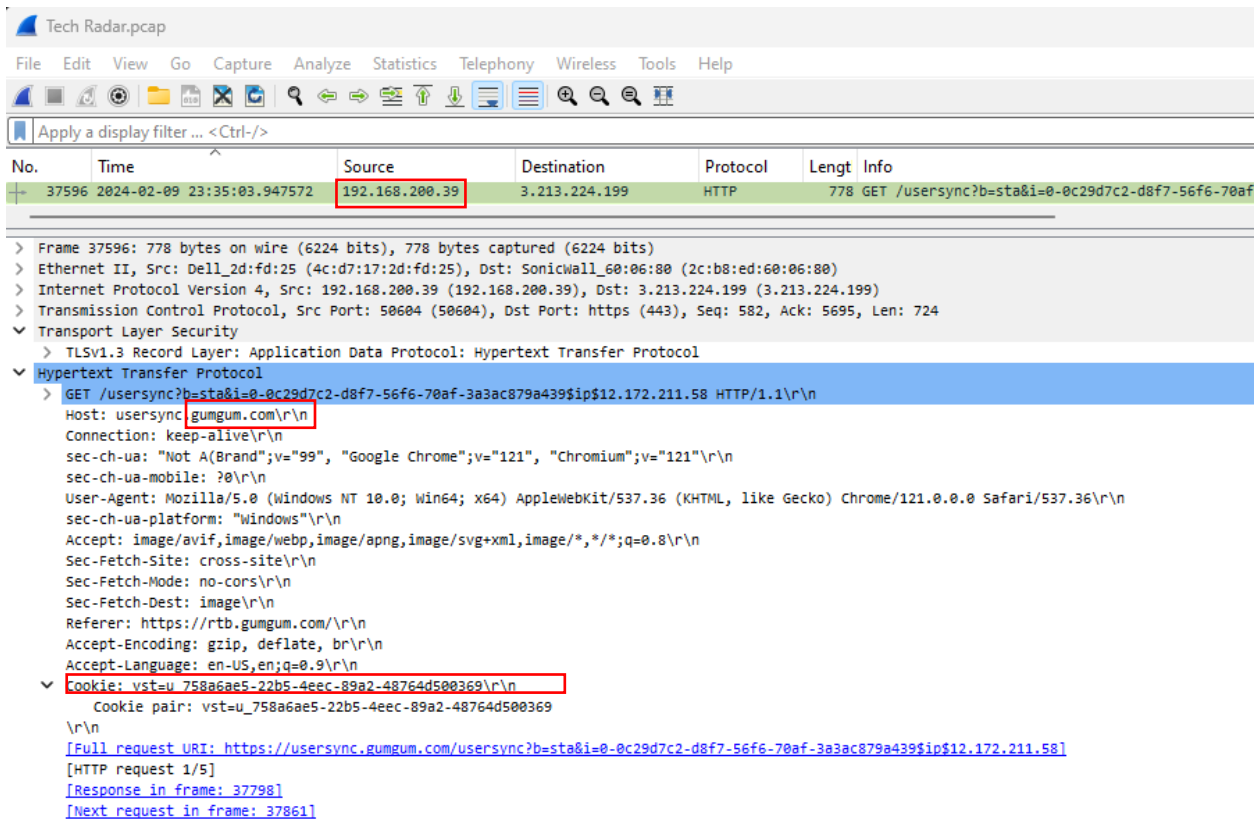 Tech Radar.pcap
File Edit View Go Capture Analyze Statistics Telephony Wireless Tools Help
Apply a display filter ... <Ctrl-/>
No. Time Source Destination Protocol Lengt Info
37596 2024-02-09 23:35:03.947572 192.168.200.39 3.213.224.199 HTTP 778 GET /usersync?b=sta&i=0-0c29d7c2-d8f7-56f6-70af
Frame 37596: 778 bytes on wire (6224 bits), 778 bytes captured (6224 bits)
Ethernet II, Src: Dell_2d:fd:25 (4c:d7:17:2d:fd:25), Dst: SonicWall_60:06:80 (2c:b8:ed:60:06:80)
Internet Protocol Version 4, Src: 192.168.200.39 (192.168.200.39), Dst: 3.213.224.199 (3.213.224.199)
Transmission Control Protocol, Src Port: 50604 (50604), Dst Port: https (443), Seq: 582, Ack: 5695, Len: 724
Transport Layer Security
TLSv1.3 Record Layer: Application Data Protocol: Hypertext Transfer Protocol
Hypertext Transfer Protocol
GET /usersync?b=sta&i=0-0c29d7c2-d8f7-56f6-70af-3a3ac879a439$ip$12.172.211.58 HTTP/1.1\r\n
Host: usersync.gumgum.com\r\n
Connection: keep-alive\r\n
sec-ch-ua: "Not A(Brand";v="99", "Google Chrome";v="121", "Chromium";v="121"\r\n
sec-ch-ua-mobile: ?0\r\n
User-Agent: Mozilla/5.0 (Windows NT 10.0; Win64; x64) AppleWebKit/537.36 (KHTML, like Gecko) Chrome/121.0.0.0 Safari/537.36\r\n
sec-ch-ua-platform: "Windows"\r\n
Accept: image/avif,image/webp,image/apng,image/svg+xml,image/*,*/*;q=0.8\r\n
Sec-Fetch-Site: cross-site\r\n
Sec-Fetch-Mode: no-cors\r\n
Sec-Fetch-Dest: image\r\n
Referer: https://rtb.gumgum.com/\r\n
Accept-Encoding: gzip, deflate, br\r\n
Accept-Language: en-US,en;q=0.9\r\n
Cookie: vst=u_758a6ae5-22b5-4eec-89a2-48764d500369\r\n
Cookie pair: vst=u_758a6ae5-22b5-4eec-89a2-48764d500369
\r\n
[Full request URI: https://usersync.gumgum.com/usersync?b=sta&i=0-0c29d7c2-d8f7-56f6-70af-3a3ac879a439$ip$12.172.211.58]
[HTTP request 1/5]
[Response in frame: 37798]
[Next request in frame: 37861]